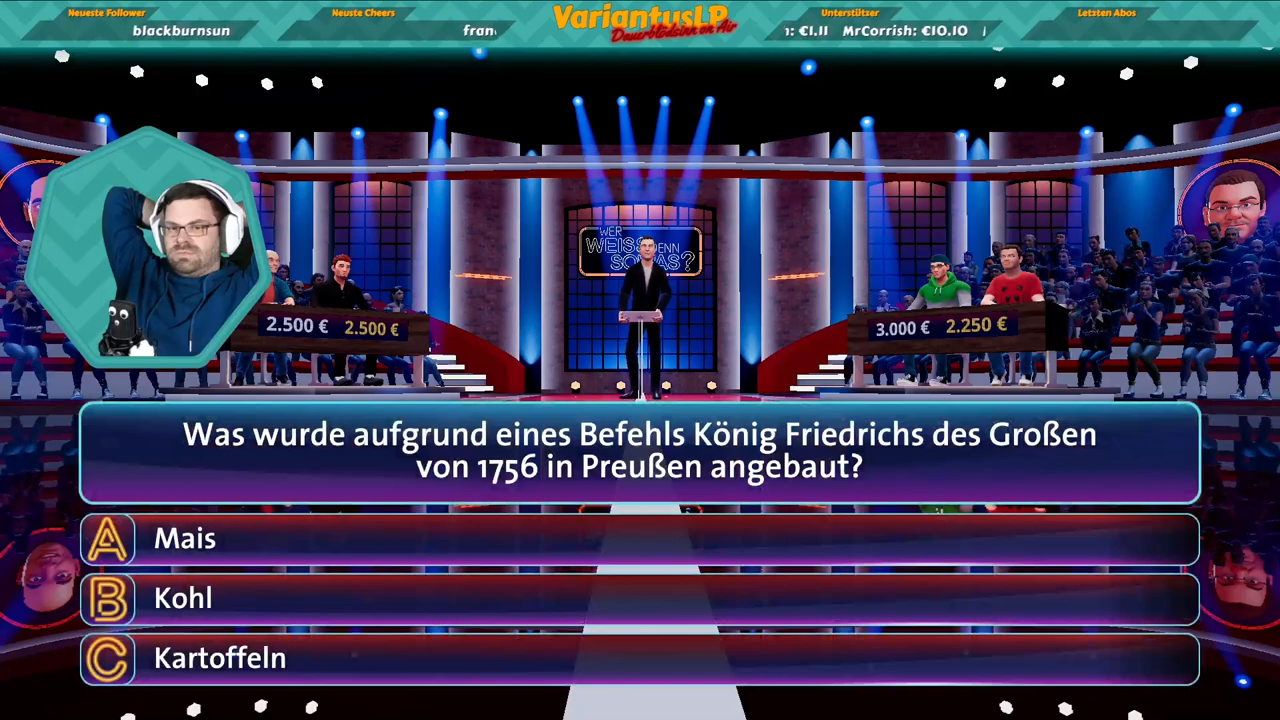 Neueste Follower
Neuste Cheers
VariantusLP
Dauerblödsinn on Air
Unterstützer
Letzten Abos
blackburnsun
fran
: €1.11 MrCorrish: €10.10
WER
WEISS DENN
SOWAS?
2.500 € 2.500 €
3.000 € 2.250 €
Was wurde aufgrund eines Befehls König Friedrichs des Großen
von 1756 in Preußen angebaut?
A Mais
B Kohl
C Kartoffeln